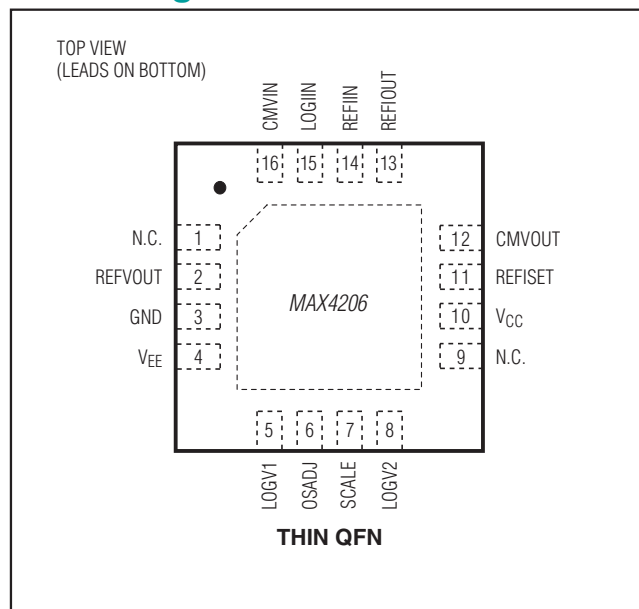 TOP VIEW
(LEADS ON BOTTOM)
CMVIN
LOGIIN
REFIIN
REFIOUT
16
15
14
13
N.C.
1
REFVOUT
2
GND
3
VEE
4
MAX4206
12
CMVOUT
11
REFISET
10
VCC
9
N.C.
5
6
7
8
LOGV1
OSADJ
SCALE
LOGV2
THIN QFN